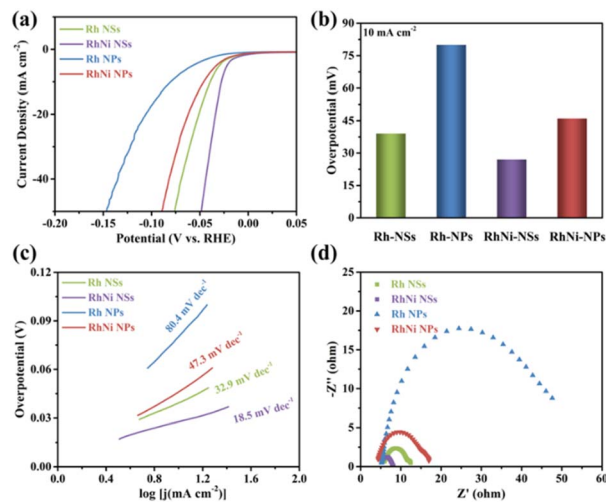 (a)
Rh NSs
RhNi NSs
Rh NPs
RhNi NPs
Current Density (mA cm⁻²)
0
-20
-40
-0.20 -0.15 -0.10 -0.05 0.00 0.05
Potential (V vs. RHE)
(b)
10 mA cm⁻²
Overpotential (mV)
90
75
60
45
30
15
0
Rh-NSs Rh-NPs RhNi-NSs RhNi-NPs
(c)
Rh NSs
RhNi NSs
Rh NPs
RhNi NPs
80.4 mV dec⁻¹
47.3 mV dec⁻¹
32.9 mV dec⁻¹
18.5 mV dec⁻¹
Overpotential (V)
0.12
0.09
0.06
0.03
0.00
0.0 0.4 0.8 1.2 1.6 2.0
log [j(mA cm⁻²)]
(d)
Rh NSs
RhNi NSs
Rh NPs
RhNi NPs
-Z'' (ohm)
25
20
15
10
5
0
0 10 20 30 40 50 60
Z' (ohm)